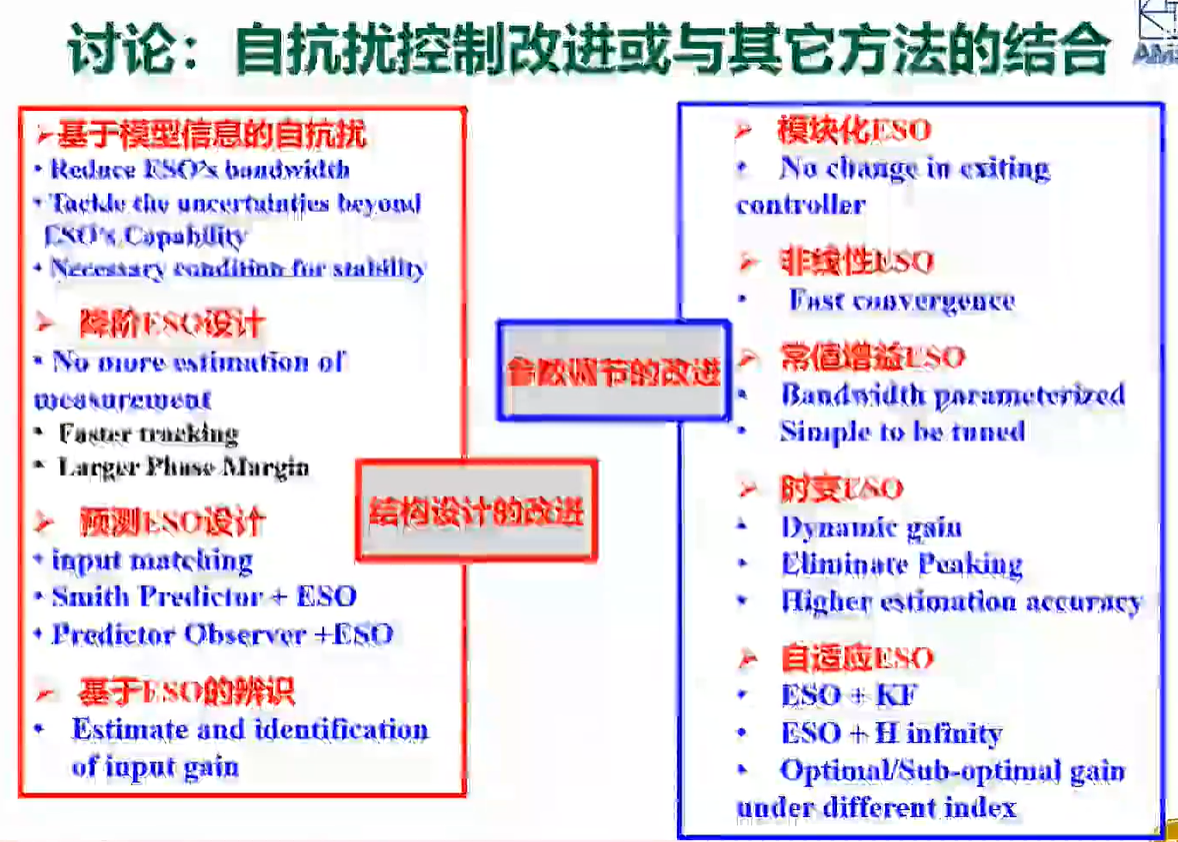 讨论：自抗扰控制改进或与其它方法的结合
➢基于模型信息的自抗扰
• Reduce ESO's bandwidth
• Tackle the uncertainties beyond
ESO's Capability
• Necessary condition for stability
➢ 降阶ESO设计
• No more estimation of
measurement
• Faster tracking
• Larger Phase Margin
➢ 预测ESO设计
• input matching
• Smith Predictor + ESO
• Predictor Observer +ESO
➢ 基于ESO的辨识
• Estimate and identification
of input gain
结构设计的改进
参数调节的改进
➢ 模块化ESO
• No change in exiting
controller
➢ 非线性ESO
• Fast convergence
➢ 常值增益ESO
• Bandwidth parameterized
• Simple to be tuned
➢ 时变ESO
• Dynamic gain
• Eliminate Peaking
• Higher estimation accuracy
➢ 自适应ESO
• ESO + KF
• ESO + H infinity
• Optimal/Sub-optimal gain
under different index